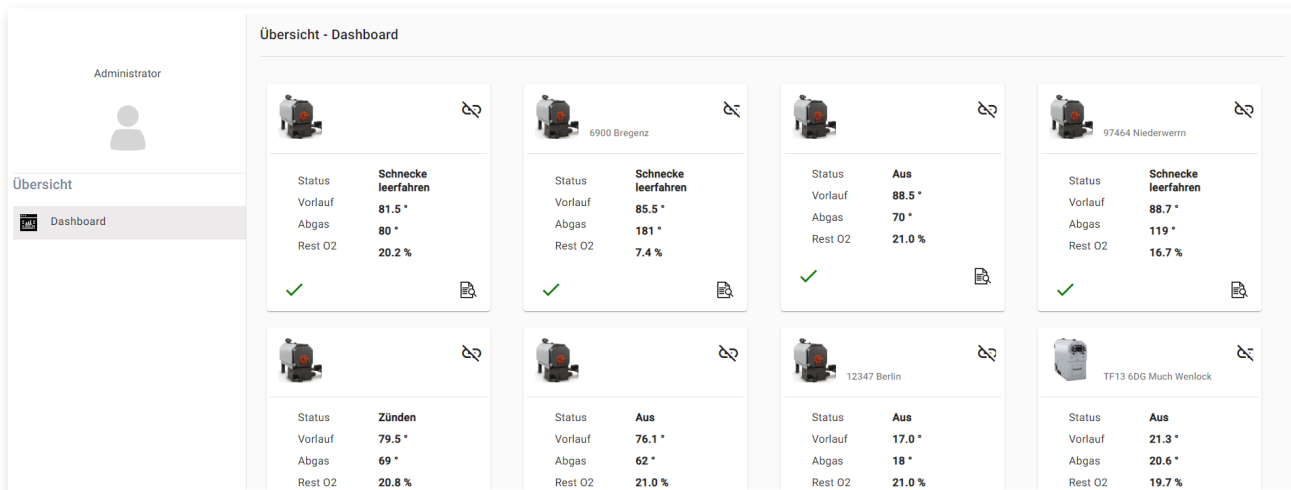 Übersicht - Dashboard
Administrator
Übersicht
Dashboard
Status Schnecke leerfahren
Vorlauf 81.5 °
Abgas 80 °
Rest O2 20.2 %
6900 Bregenz
Status Schnecke leerfahren
Vorlauf 85.5 °
Abgas 181 °
Rest O2 7.4 %
Status Aus
Vorlauf 88.5 °
Abgas 70 °
Rest O2 21.0 %
97464 Niederwerrn
Status Schnecke leerfahren
Vorlauf 88.7 °
Abgas 119 °
Rest O2 16.7 %
Status Zünden
Vorlauf 79.5 °
Abgas 69 °
Rest O2 20.8 %
Status Aus
Vorlauf 76.1 °
Abgas 62 °
Rest O2 21.0 %
12347 Berlin
Status Aus
Vorlauf 17.0 °
Abgas 18 °
Rest O2 21.0 %
TF13 6DG Much Wenlock
Status Aus
Vorlauf 21.3 °
Abgas 20.6 °
Rest O2 19.7 %